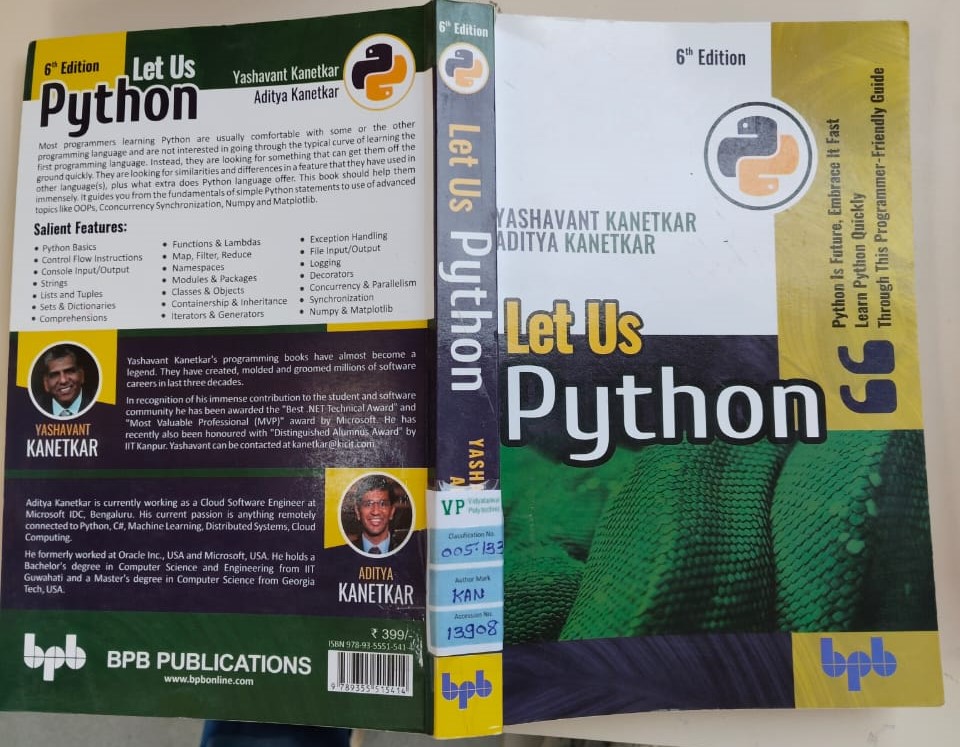 6th Edition
Let Us
Python
Yashavant Kanetkar
Aditya Kanetkar
Most programmers learning Python are usually comfortable with some or the other
programming language and are not interested in going through the typical curve of learning the
first programming language. Instead, they are looking for something that can get them off the
ground quickly. They are looking for similarities and differences in a feature that they have used in
other language(s), plus what extra does Python language offer. This book should help them
immensely. It guides you from the fundamentals of simple Python statements to use of advanced
topics like OOPs, Cconcurrency Synchronization, Numpy and Matplotlib.
Salient Features:
• Python Basics
• Control Flow Instructions
• Console Input/Output
• Strings
• Lists and Tuples
• Sets & Dictionaries
• Comprehensions
• Functions & Lambdas
• Map, Filter, Reduce
• Namespaces
• Modules & Packages
• Classes & Objects
• Containership & Inheritance
• Iterators & Generators
• Exception Handling
• File Input/Output
• Logging
• Decorators
• Concurrency & Parallelism
• Synchronization
• Numpy & Matplotlib
YASHAVANT
KANETKAR
Yashavant Kanetkar's programming books have almost become a
legend. They have created, molded and groomed millions of software
careers in last three decades.
In recognition of his immense contribution to the student and software
community he has been awarded the "Best .NET Technical Award" and
"Most Valuable Professional (MVP)" award by Microsoft. He has
recently also been honoured with "Distinguished Alumnus Award" by
IIT Kanpur. Yashavant can be contacted at kanetkar@kicit.com
Aditya Kanetkar is currently working as a Cloud Software Engineer at
Microsoft IDC, Bengaluru. His current passion is anything remotely
connected to Python, C#, Machine Learning, Distributed Systems, Cloud
Computing.
He formerly worked at Oracle Inc., USA and Microsoft, USA. He holds a
Bachelor's degree in Computer Science and Engineering from IIT
Guwahati and a Master's degree in Computer Science from Georgia
Tech, USA.
ADITYA
KANETKAR
bpb
BPB PUBLICATIONS
www.bpbonline.com
₹ 399/-
ISBN 978-93-5551-541-
9 789355 515414
6th Edition
Let Us Python
YASH
A
VP
Vidyalankar
Polytechnic
Classification No.
005.133
Author Mark
KAN
Accession No.
13908
bpb
6th Edition
YASHAVANT KANETKAR
ADITYA KANETKAR
Python Is Future, Embrace It Fast
Learn Python Quickly
Through This Programmer-Friendly Guide
Let Us
Python
bpb